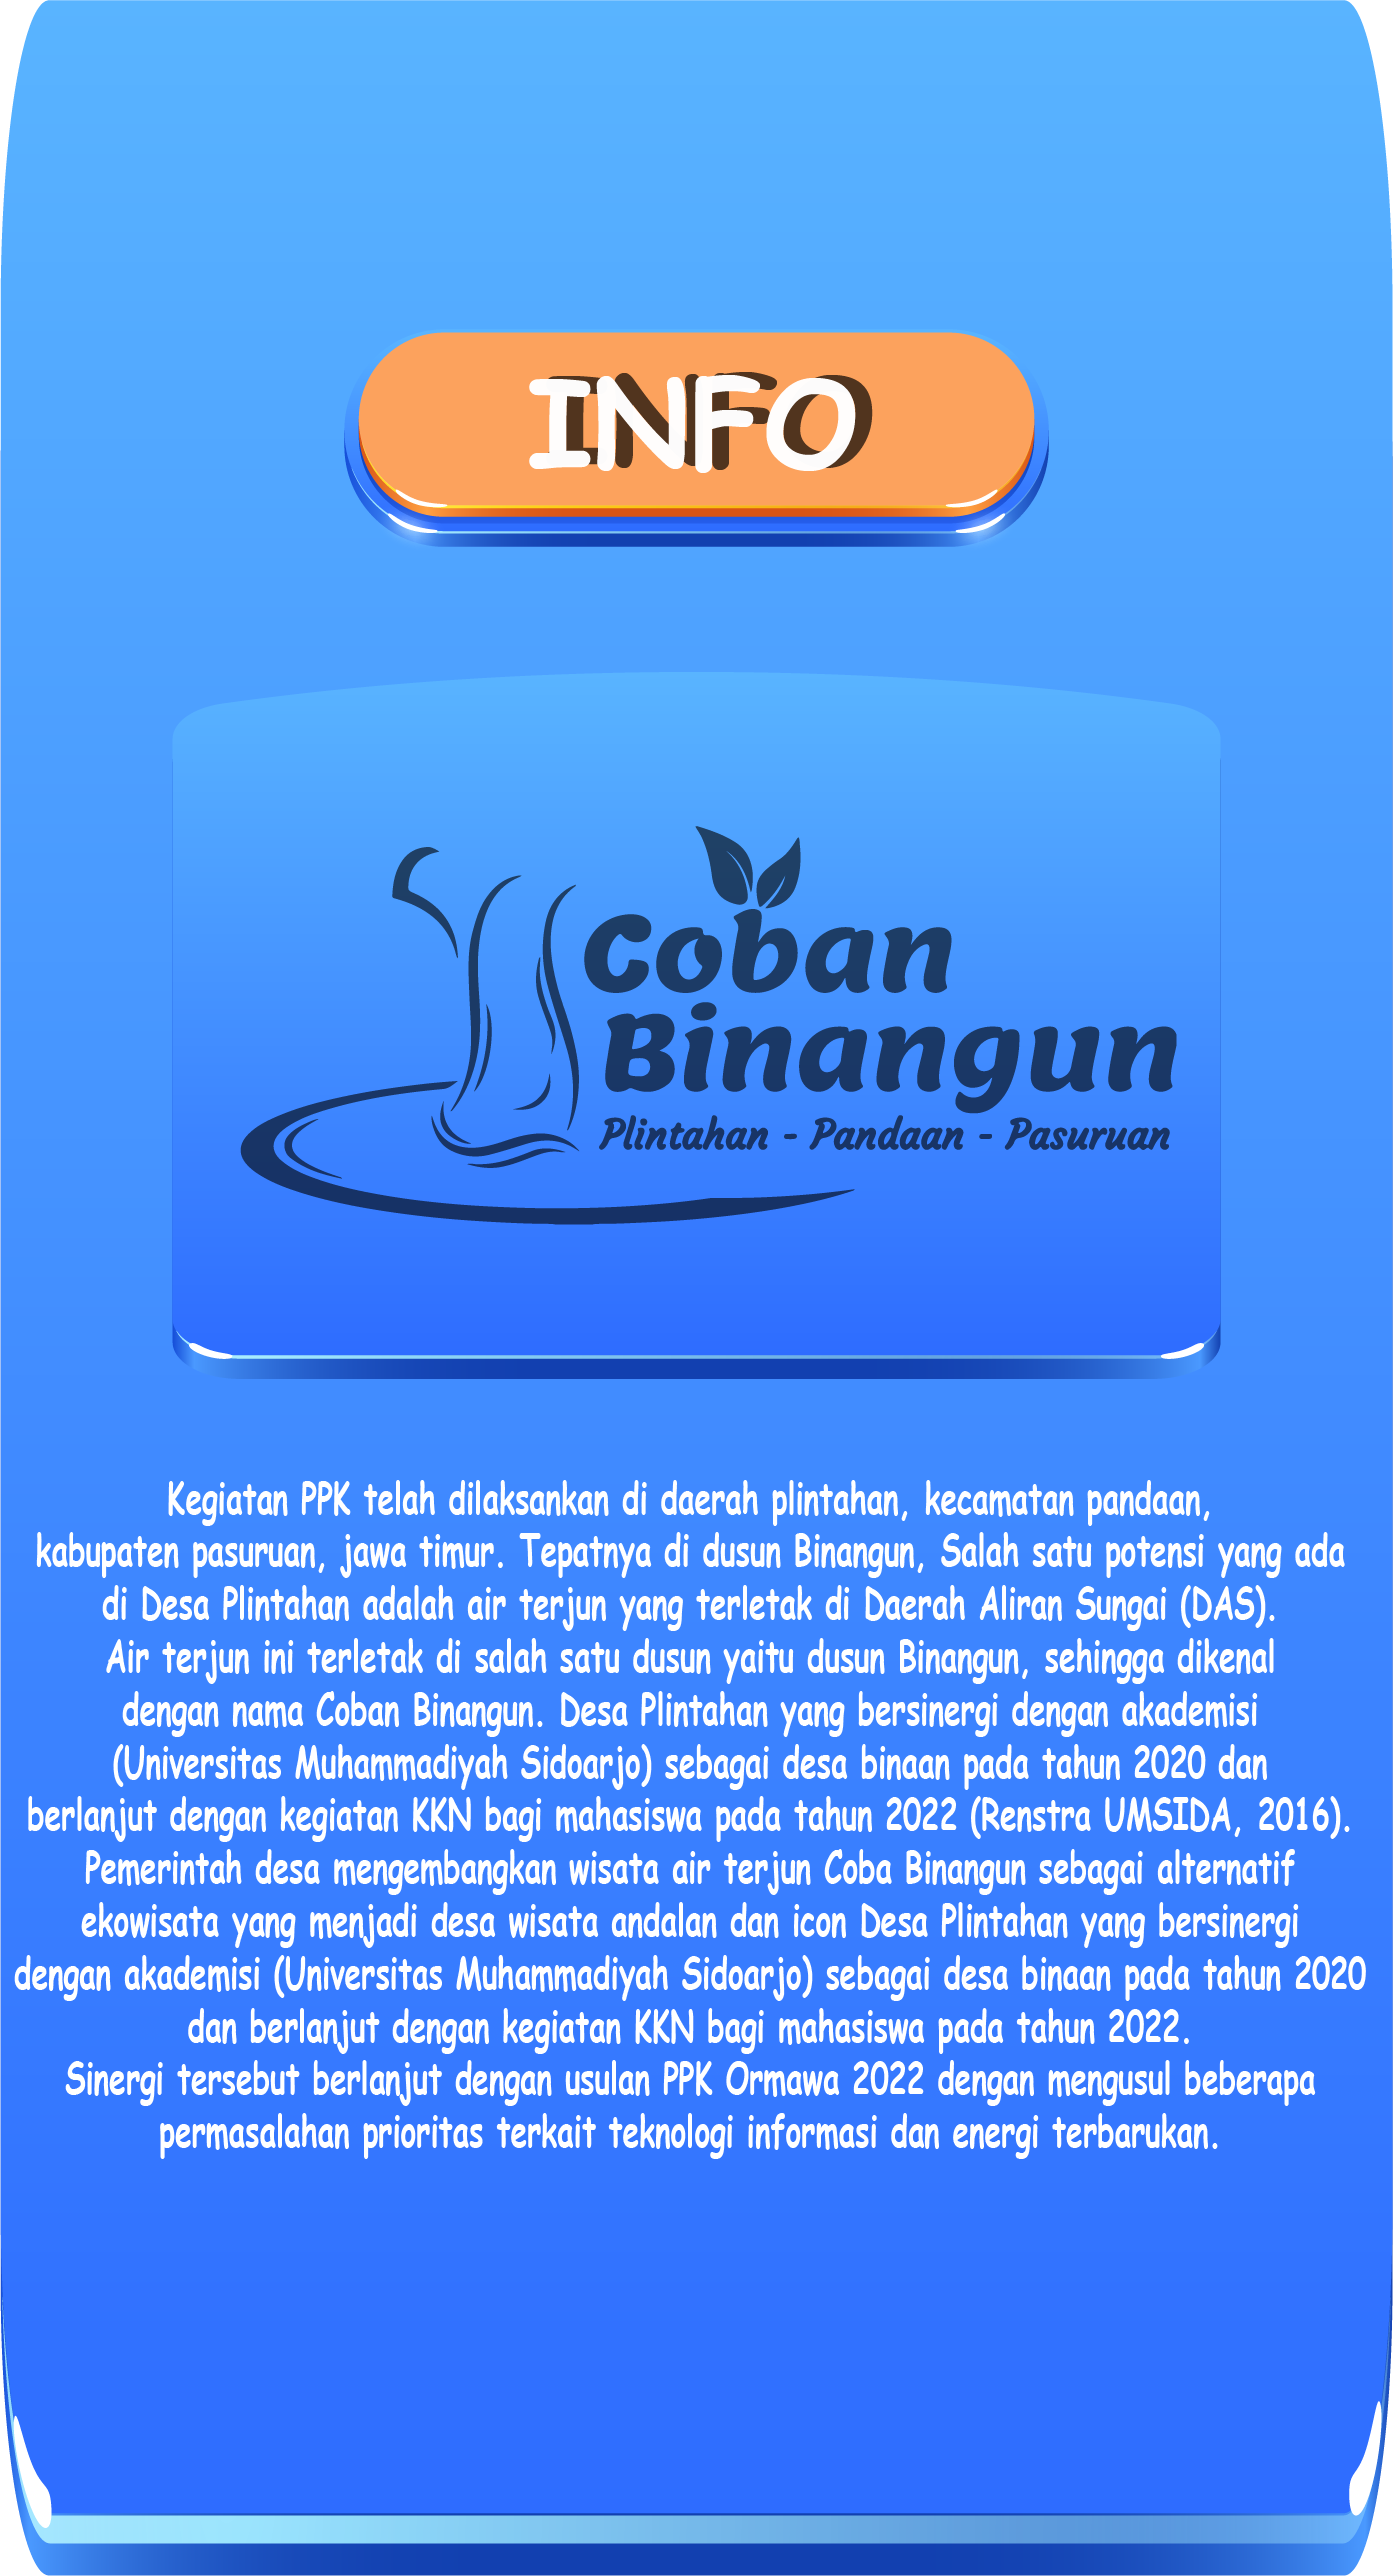 INFO
Coban
Binangun
Plintahan - Pandaan - Pasuruan
Kegiatan PPK telah dilaksankan di daerah plintahan, kecamatan pandaan,
kabupaten pasuruan, jawa timur. Tepatnya di dusun Binangun, Salah satu potensi yang ada
di Desa Plintahan adalah air terjun yang terletak di Daerah Aliran Sungai (DAS).
Air terjun ini terletak di salah satu dusun yaitu dusun Binangun, sehingga dikenal
dengan nama Coban Binangun. Desa Plintahan yang bersinergi dengan akademisi
(Universitas Muhammadiyah Sidoarjo) sebagai desa binaan pada tahun 2020 dan
berlanjut dengan kegiatan KKN bagi mahasiswa pada tahun 2022 (Renstra UMSIDA, 2016).
Pemerintah desa mengembangkan wisata air terjun Coba Binangun sebagai alternatif
ekowisata yang menjadi desa wisata andalan dan icon Desa Plintahan yang bersinergi
dengan akademisi (Universitas Muhammadiyah Sidoarjo) sebagai desa binaan pada tahun 2020
dan berlanjut dengan kegiatan KKN bagi mahasiswa pada tahun 2022.
Sinergi tersebut berlanjut dengan usulan PPK Ormawa 2022 dengan mengusul beberapa
permasalahan prioritas terkait teknologi informasi dan energi terbarukan.